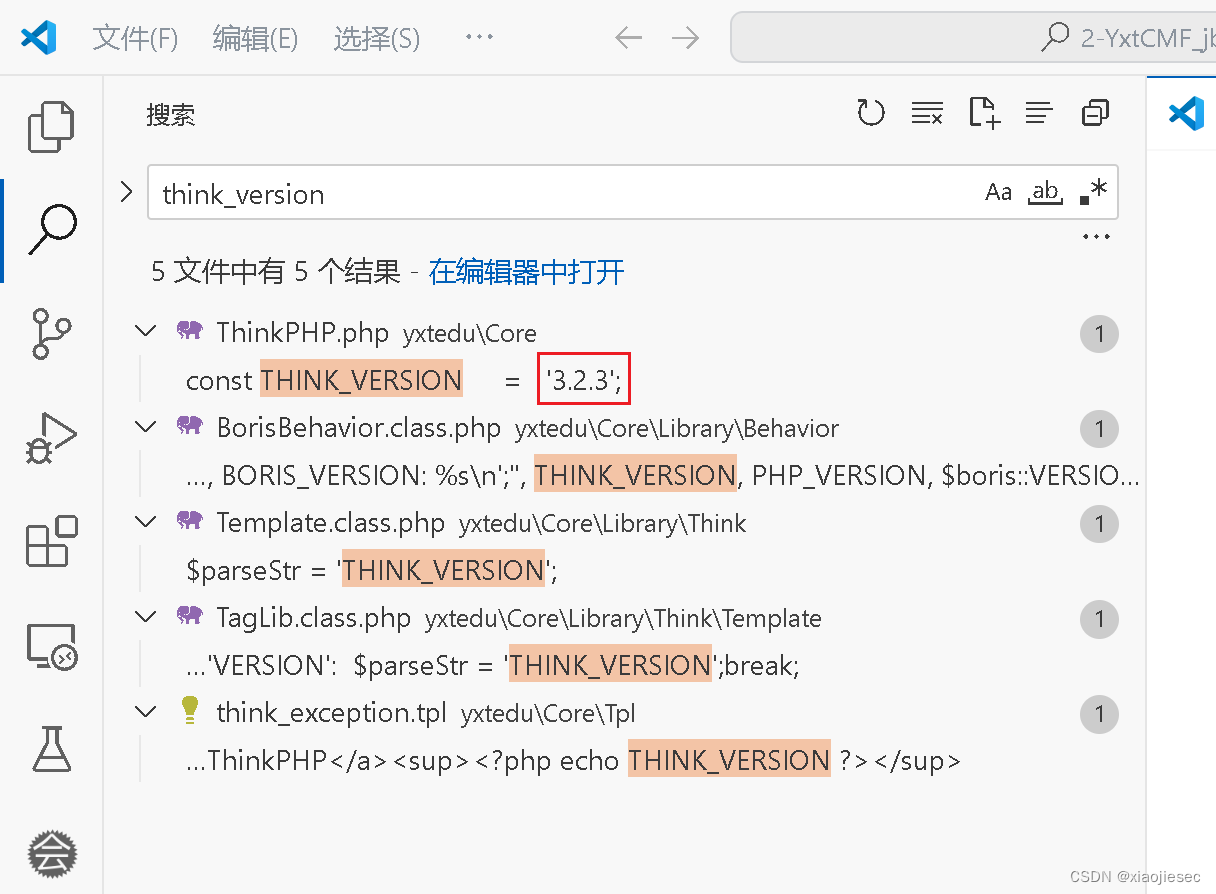 文件(F) 编辑(E) 选择(S) ··· 2-YxtCMF_jb
搜索
think_version Aa ab .*
···
5 文件中有 5 个结果 - 在编辑器中打开
ThinkPHP.php yxtedu\Core 1
const THINK_VERSION = '3.2.3';
BorisBehavior.class.php yxtedu\Core\Library\Behavior 1
..., BORIS_VERSION: %s\n';", THINK_VERSION, PHP_VERSION, $boris::VERSIO...
Template.class.php yxtedu\Core\Library\Think 1
$parseStr = 'THINK_VERSION';
TagLib.class.php yxtedu\Core\Library\Think\Template 1
...'VERSION': $parseStr = 'THINK_VERSION';break;
think_exception.tpl yxtedu\Core\Tpl 1
...ThinkPHP</a><sup><?php echo THINK_VERSION ?></sup>
会
CSDN @xiaojiesec